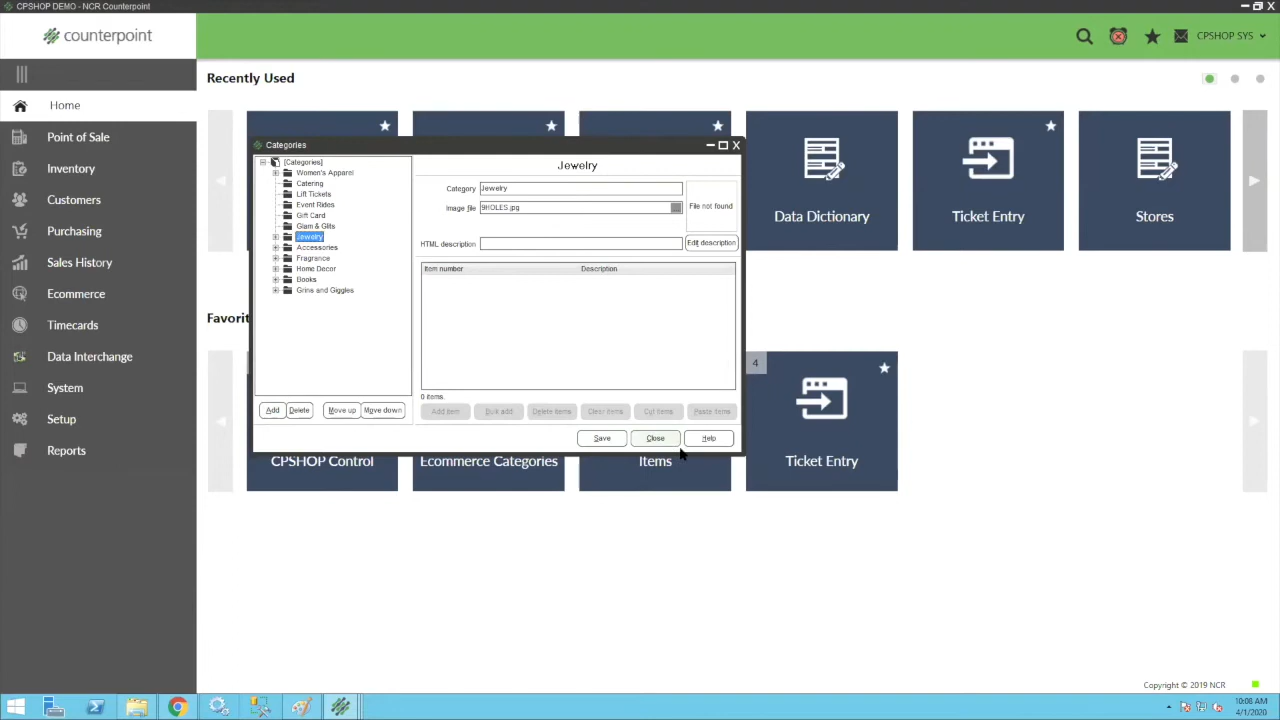 CPSHOP DEMO - NCR Counterpoint
counterpoint
CPSHOP SYS
Home
Point of Sale
Inventory
Customers
Purchasing
Sales History
Ecommerce
Timecards
Data Interchange
System
Setup
Reports
Recently Used
Data Dictionary
Ticket Entry
Stores
Favorit
4
CPSHOP Control
Ecommerce Categories
Items
Ticket Entry
Categories
[Categories]
Women's Apparel
Catering
Lift Tickets
Event Rides
Gift Card
Glam & Glits
Jewelry
Accessories
Fragrance
Home Decor
Books
Grins and Giggles
Add
Delete
Move up
Move down
Jewelry
Category Jewelry
Image file 9HOLES.jpg
File not found
HTML description
Edit description
Item number Description
0 items.
Add item
Bulk add
Delete items
Clear items
Cut items
Paste items
Save
Close
Help
Copyright © 2019 NCR
10:08 AM
4/1/2020